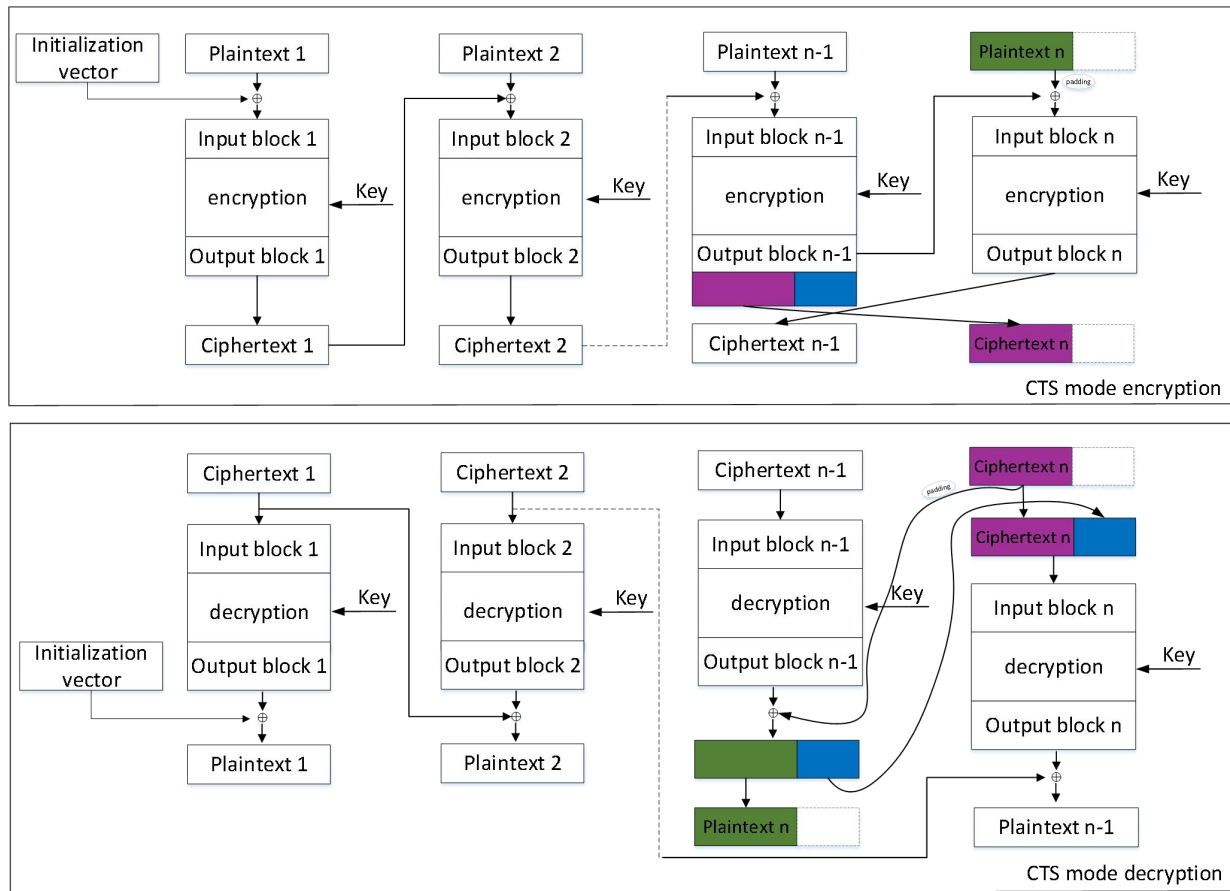 Initialization
vector
Plaintext 1
Plaintext 2
Plaintext n-1
Plaintext n
padding
Input block 1
Input block 2
Input block n-1
Input block n
encryption
Key
encryption
Key
encryption
Key
encryption
Key
Output block 1
Output block 2
Output block n-1
Output block n
Ciphertext 1
Ciphertext 2
Ciphertext n-1
Ciphertext n
CTS mode encryption
Ciphertext 1
Ciphertext 2
Ciphertext n-1
Ciphertext n
padding
Ciphertext n
Input block 1
Input block 2
Input block n-1
Input block n
decryption
Key
decryption
Key
decryption
Key
decryption
Key
Initialization
vector
Output block 1
Output block 2
Output block n-1
Output block n
Plaintext 1
Plaintext 2
Plaintext n
Plaintext n-1
CTS mode decryption